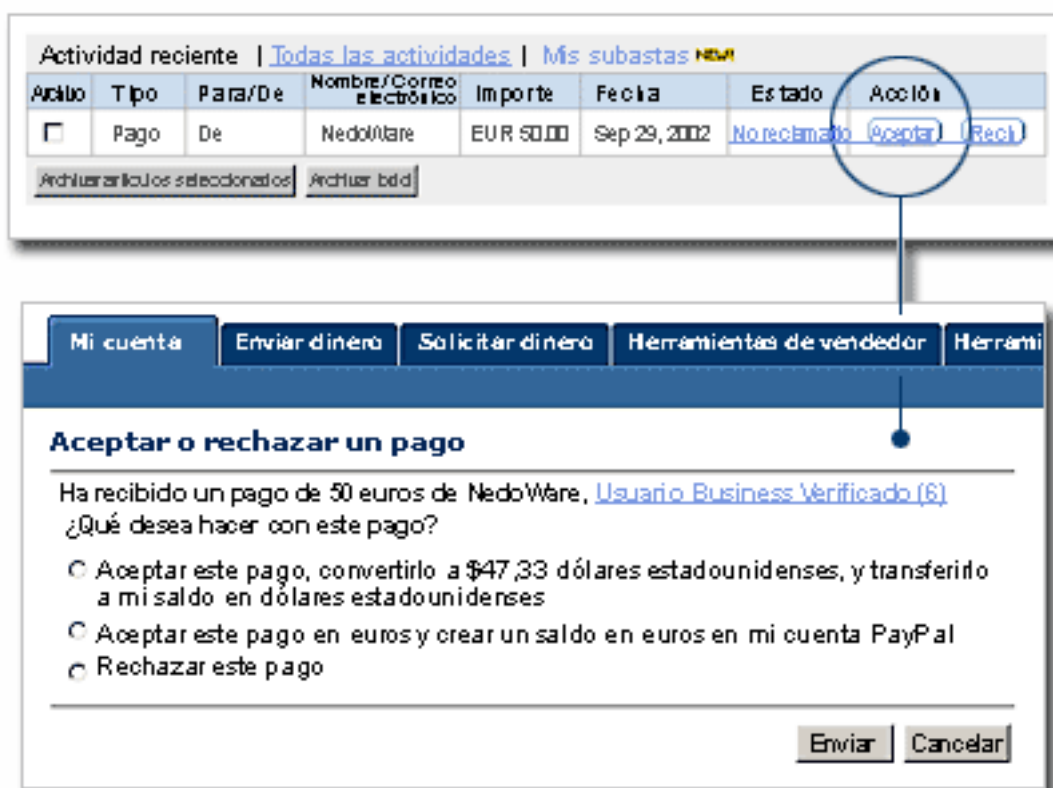 Actividad reciente | Todas las actividades | Mis subastas NEW!
Archivo Tipo Para/De Nombre/Correo electrónico Importe Fecha Estado Acción
Pago De NedoWare EUR 50.00 Sep 29, 2002 No reclamado Aceptar Rech
Archivar artículos seleccionados Archivar todo
Mi cuenta Enviar dinero Solicitar dinero Herramientas de vendedor Herrami
Aceptar o rechazar un pago
Ha recibido un pago de 50 euros de NedoWare, Usuario Business Verificado (6)
¿Qué desea hacer con este pago?
Aceptar este pago, convertirlo a $47,33 dólares estadounidenses, y transferirlo
a mi saldo en dólares estadounidenses
Aceptar este pago en euros y crear un saldo en euros en mi cuenta PayPal
Rechazar este pago
Enviar Cancelar